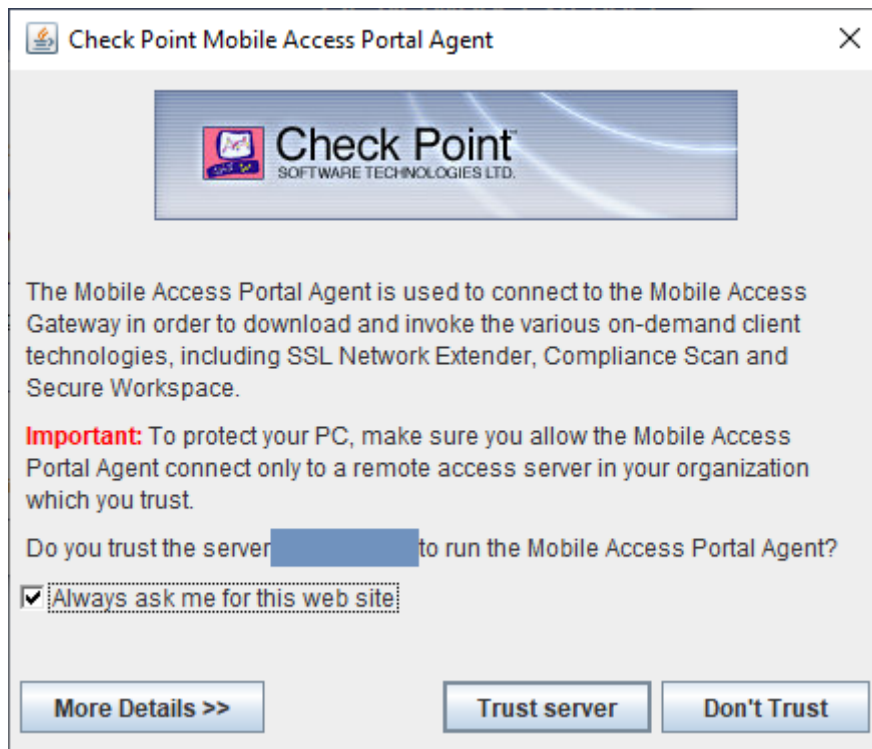 Check Point Mobile Access Portal Agent
Check Point
SOFTWARE TECHNOLOGIES LTD.
The Mobile Access Portal Agent is used to connect to the Mobile Access
Gateway in order to download and invoke the various on-demand client
technologies, including SSL Network Extender, Compliance Scan and
Secure Workspace.
Important: To protect your PC, make sure you allow the Mobile Access
Portal Agent connect only to a remote access server in your organization
which you trust.
Do you trust the server to run the Mobile Access Portal Agent?
Always ask me for this web site
More Details >>
Trust server
Don't Trust